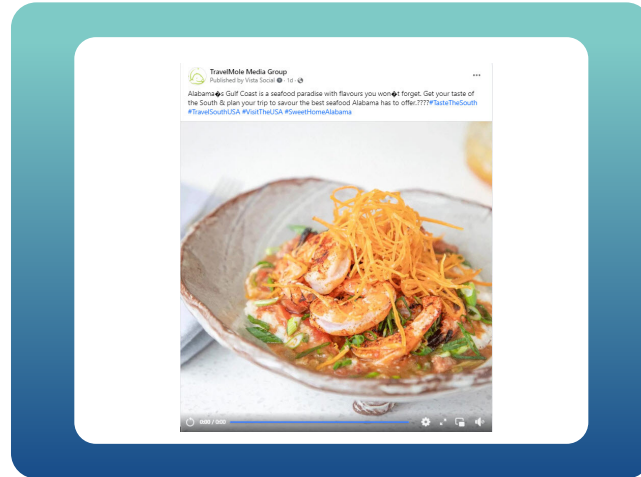 TravelMole Media Group
Published by Vista Social · 1d ·
Alabama�s Gulf Coast is a seafood paradise with flavours you won�t forget. Get your taste of
the South & plan your trip to savour the best seafood Alabama has to offer.????#TasteTheSouth
#TravelSouthUSA #VisitTheUSA #SweetHomeAlabama
0:00 / 0:00